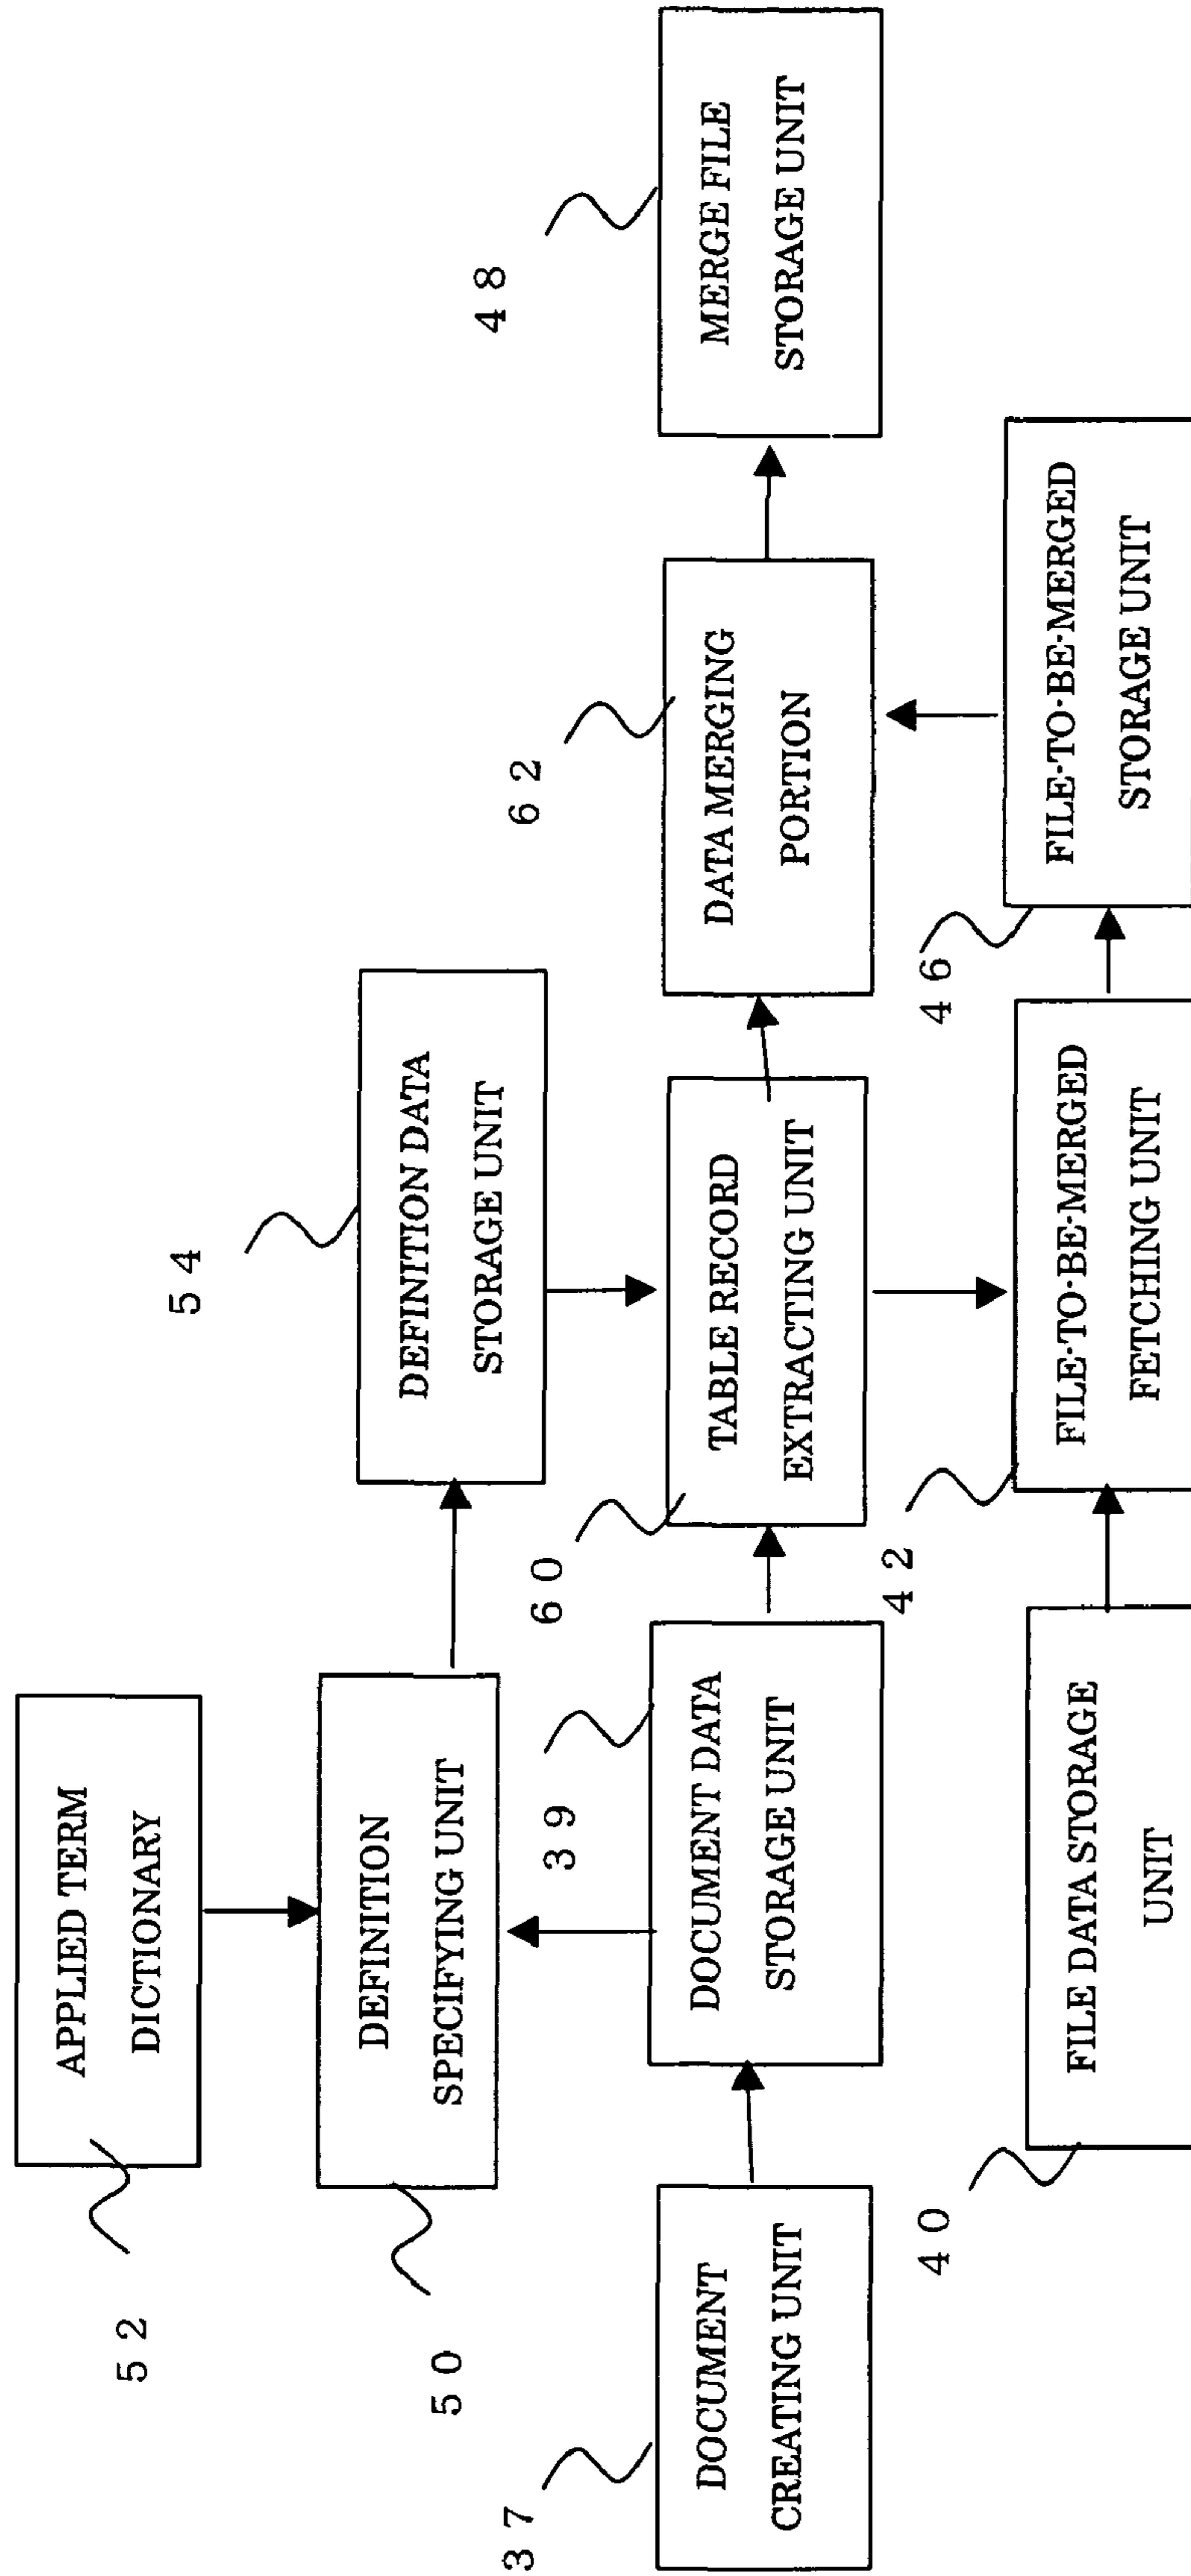 52
APPLIED TERM
DICTIONARY
50
DEFINITION
SPECIFYING UNIT
54
DEFINITION DATA
STORAGE UNIT
37
DOCUMENT
CREATING UNIT
39
DOCUMENT DATA
STORAGE UNIT
60
TABLE RECORD
EXTRACTING UNIT
62
DATA MERGING
PORTION
48
MERGE FILE
STORAGE UNIT
40
FILE DATA STORAGE
UNIT
42
FILE-TO-BE-MERGED
FETCHING UNIT
46
FILE-TO-BE-MERGED
STORAGE UNIT